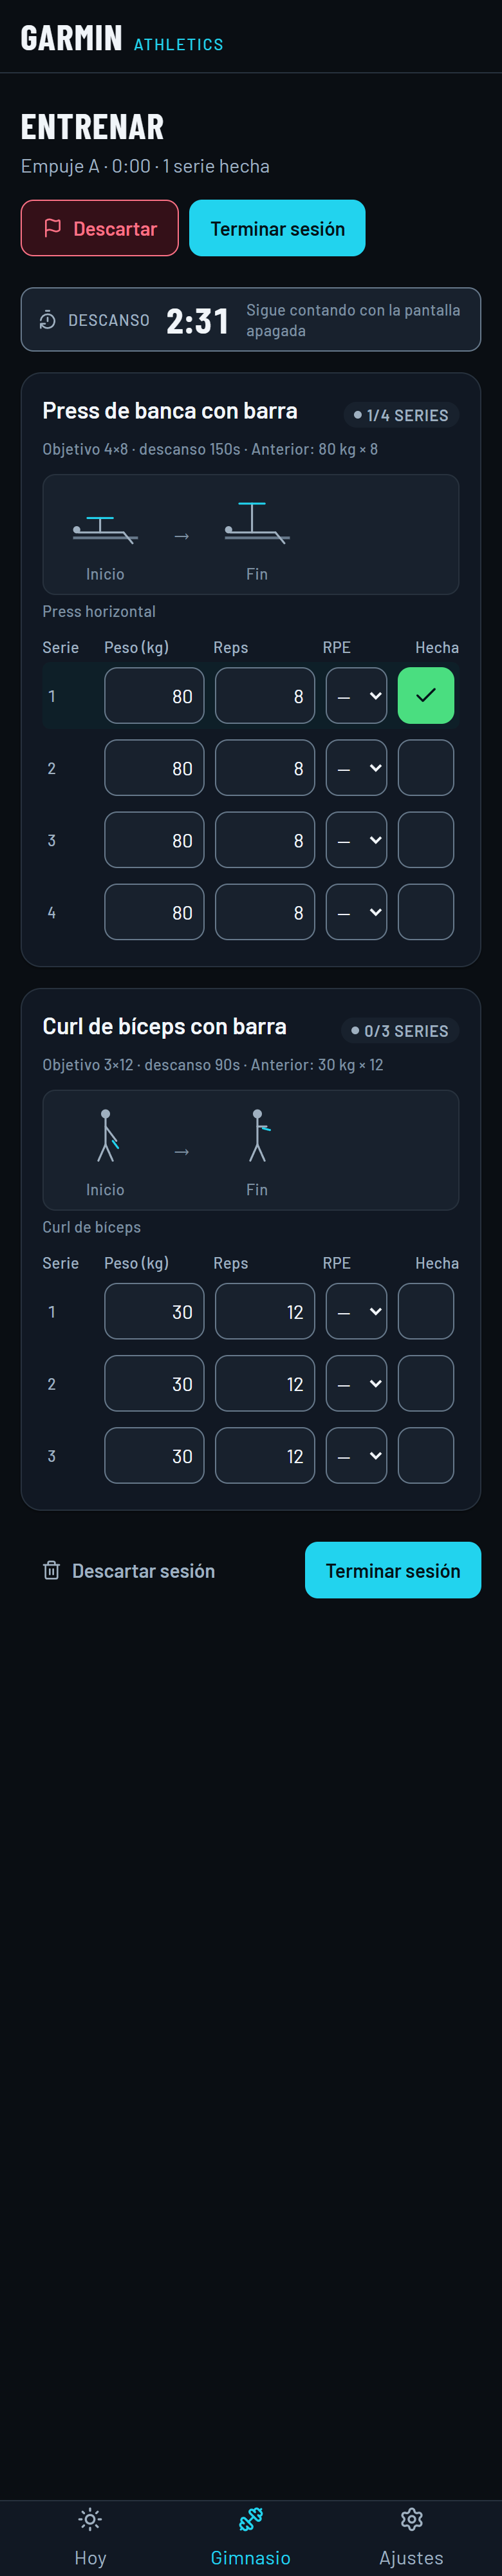 GARMIN ATHLETICS
ENTRENAR
Empuje A · 0:00 · 1 serie hecha
Descartar
Terminar sesión
DESCANSO 2:31 Sigue contando con la pantalla
apagada
Press de banca con barra
1/4 SERIES
Objetivo 4×8 · descanso 150s · Anterior: 80 kg × 8
→
Inicio Fin
Press horizontal
Serie Peso (kg) Reps RPE Hecha
1 80 8 —
2 80 8 —
3 80 8 —
4 80 8 —
Curl de bíceps con barra
0/3 SERIES
Objetivo 3×12 · descanso 90s · Anterior: 30 kg × 12
→
Inicio Fin
Curl de bíceps
Serie Peso (kg) Reps RPE Hecha
1 30 12 —
2 30 12 —
3 30 12 —
Descartar sesión
Terminar sesión
Hoy Gimnasio Ajustes